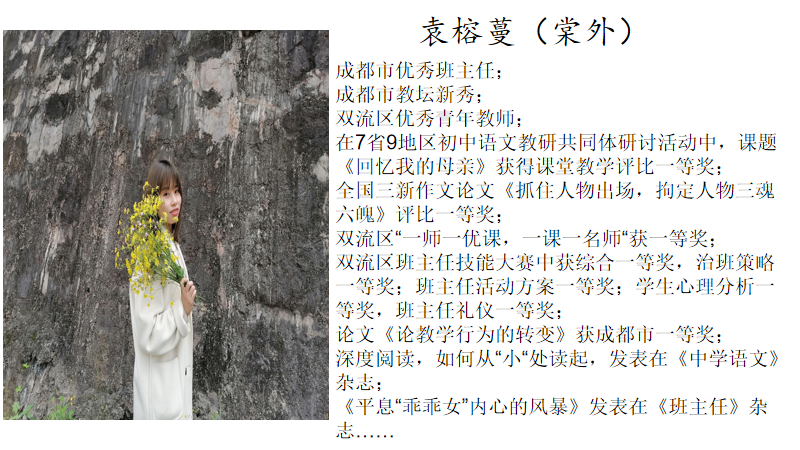 袁榕蔓（棠外）
成都市优秀班主任；
成都市教坛新秀；
双流区优秀青年教师；
在7省9地区初中语文教研共同体研讨活动中，课题
《回忆我的母亲》获得课堂教学评比一等奖；
全国三新作文论文《抓住人物出场，拘定人物三魂
六魄》评比一等奖；
双流区“一师一优课，一课一名师“获一等奖；
双流区班主任技能大赛中获综合一等奖，治班策略
一等奖；班主任活动方案一等奖；学生心理分析一
等奖，班主任礼仪一等奖；
论文《论教学行为的转变》获成都市一等奖；
深度阅读，如何从“小“处读起，发表在《中学语文》
杂志；
《平息“乖乖女”内心的风暴》发表在《班主任》杂
志……